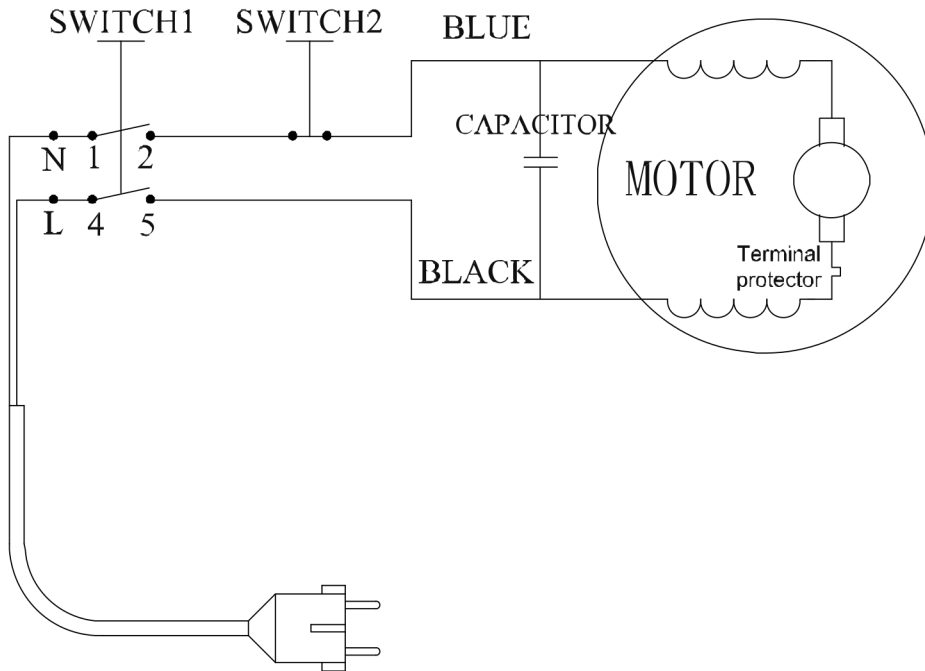 SWITCH1
SWITCH2
BLUE
CAPACITOR
N 1 2
MOTOR
L 4 5
Terminal
protector
BLACK